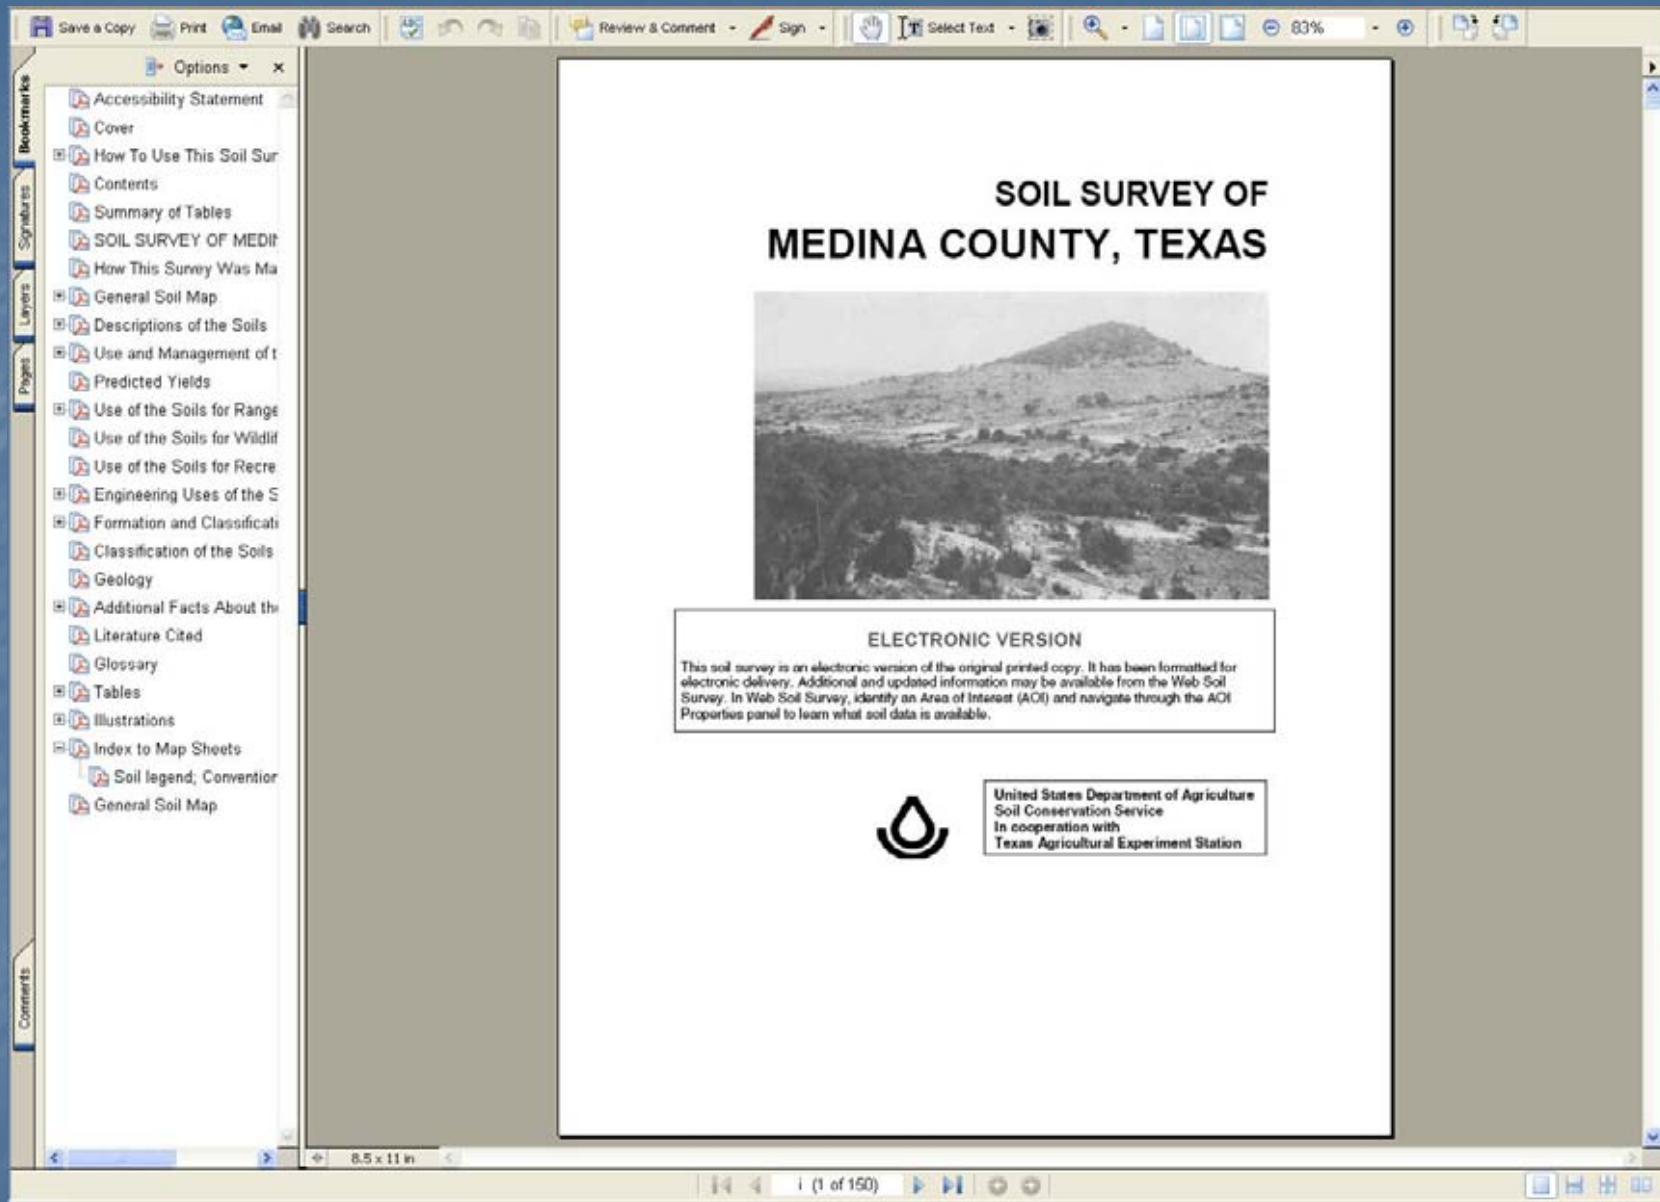 Save a Copy Print Email Search Review & Comment Sign Select Text 83%
Options x
Bookmarks
Signatures
Layers
Pages
Comments
Accessibility Statement
Cover
How To Use This Soil Sur
Contents
Summary of Tables
SOIL SURVEY OF MEDI
How This Survey Was Ma
General Soil Map
Descriptions of the Soils
Use and Management of t
Predicted Yields
Use of the Soils for Range
Use of the Soils for Wildlif
Use of the Soils for Recre
Engineering Uses of the S
Formation and Classificati
Classification of the Soils
Geology
Additional Facts About the
Literature Cited
Glossary
Tables
Illustrations
Index to Map Sheets
Soil legend; Convention
General Soil Map
SOIL SURVEY OF
MEDINA COUNTY, TEXAS
ELECTRONIC VERSION
This soil survey is an electronic version of the original printed copy. It has been formatted for
electronic delivery. Additional and updated information may be available from the Web Soil
Survey. In Web Soil Survey, identify an Area of Interest (AOI) and navigate through the AOI
Properties panel to learn what soil data is available.
United States Department of Agriculture
Soil Conservation Service
In cooperation with
Texas Agricultural Experiment Station
8.5 x 11 in
i (1 of 150)